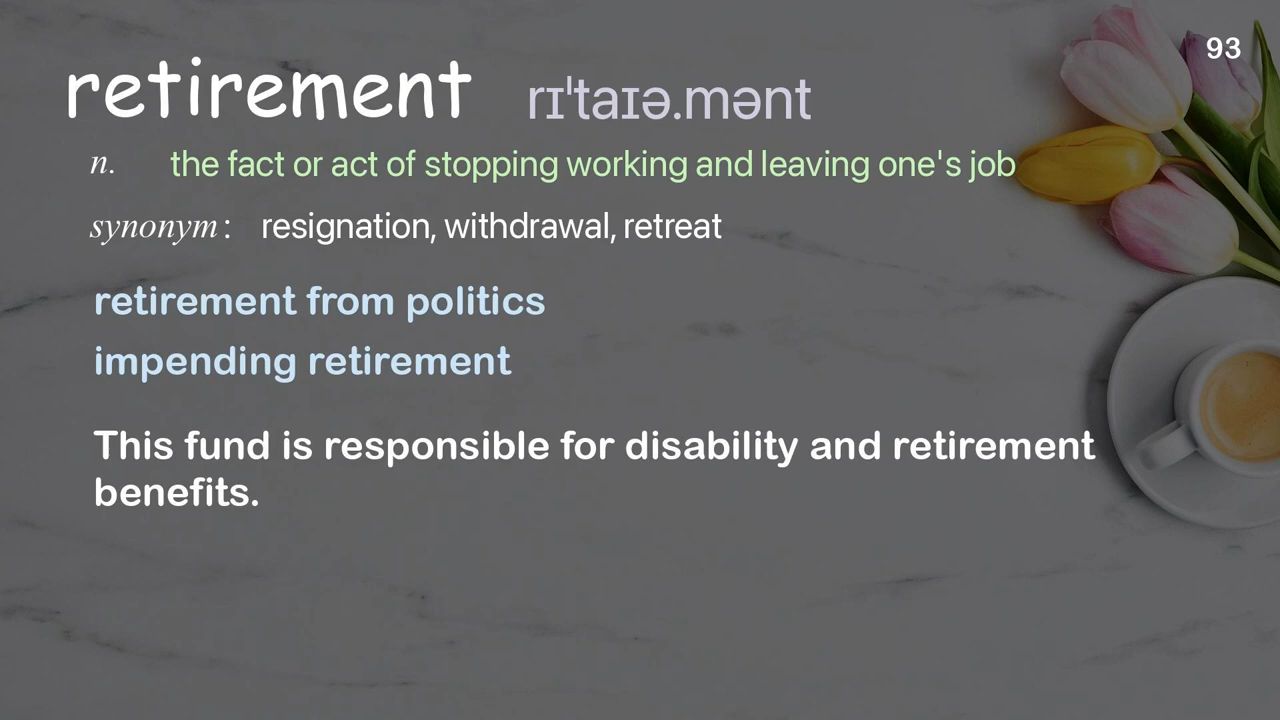 93
retirement rɪˈtaɪə.mənt
n. the fact or act of stopping working and leaving one's job
synonym: resignation, withdrawal, retreat
retirement from politics
impending retirement
This fund is responsible for disability and retirement
benefits.